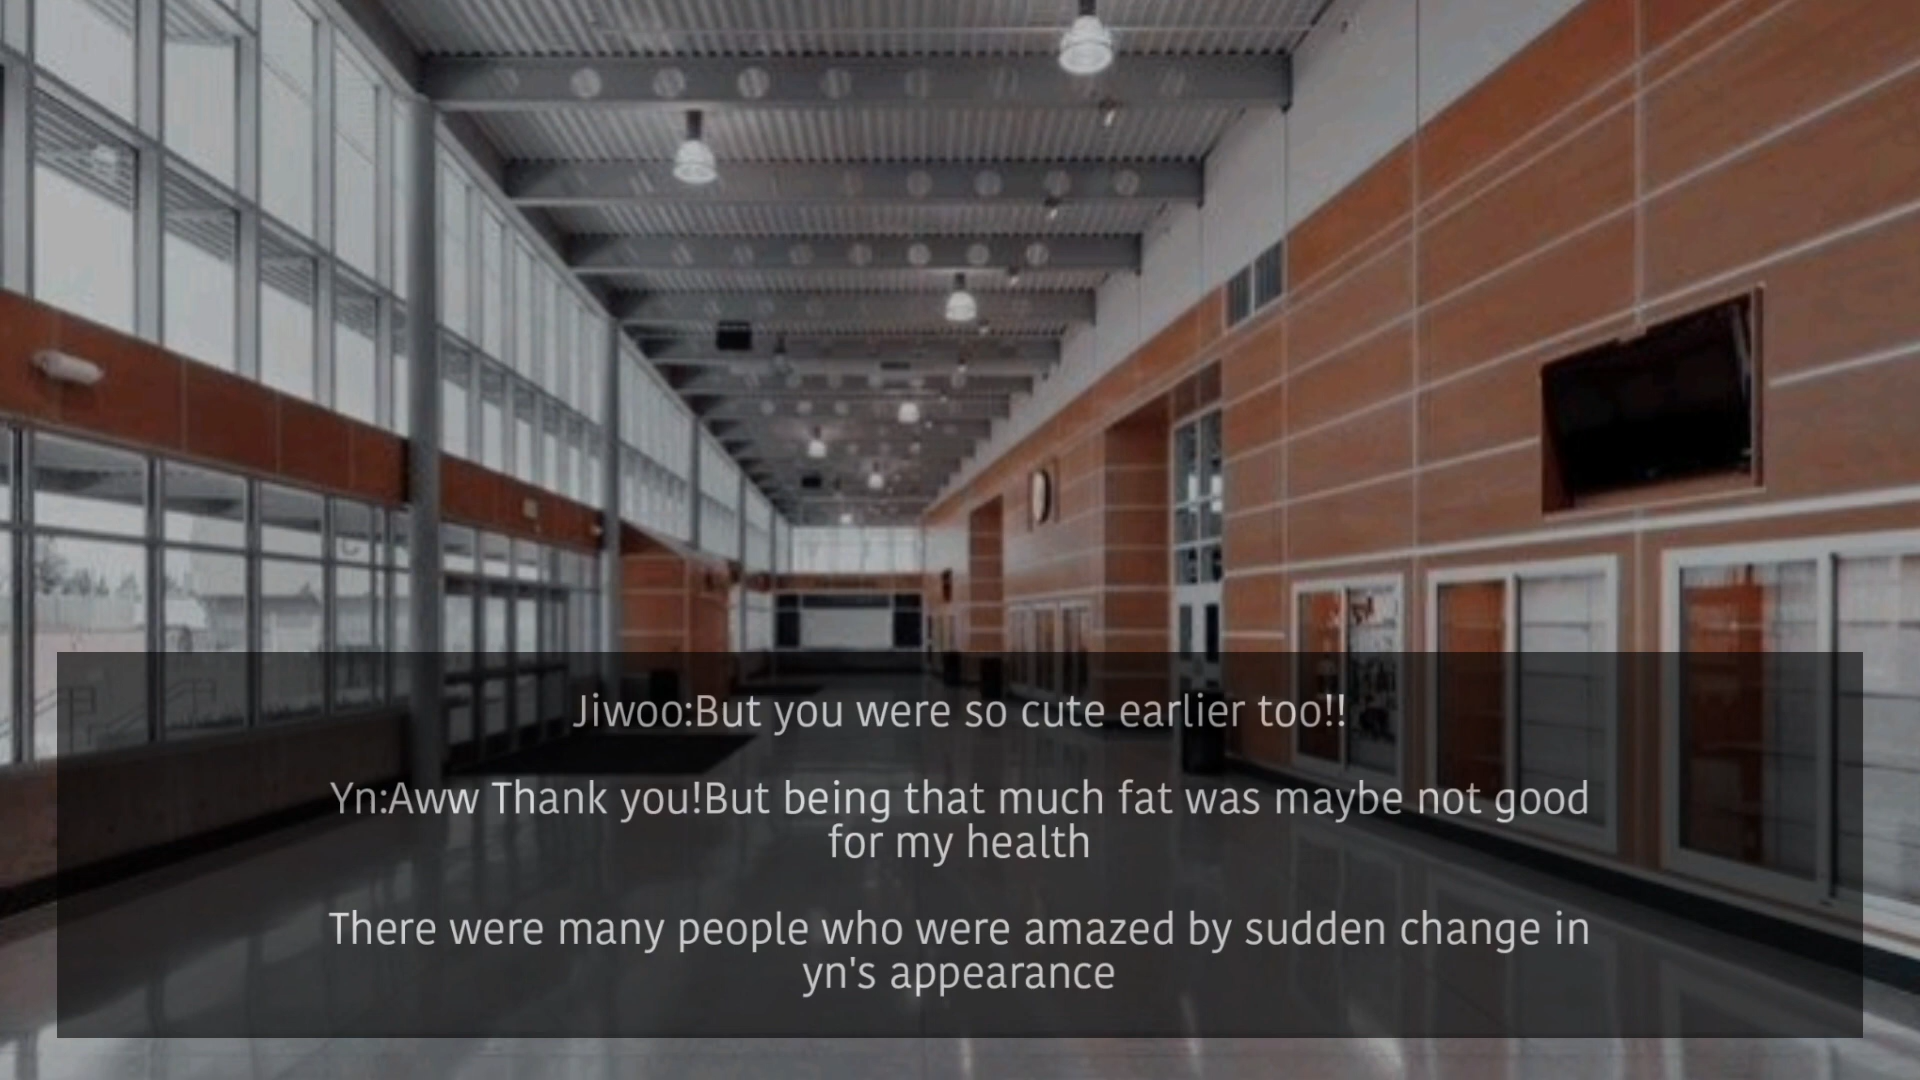 Jiwoo:But you were so cute earlier too!!
Yn:Aww Thank you!But being that much fat was maybe not good
for my health
There were many people who were amazed by sudden change in
yn's appearance